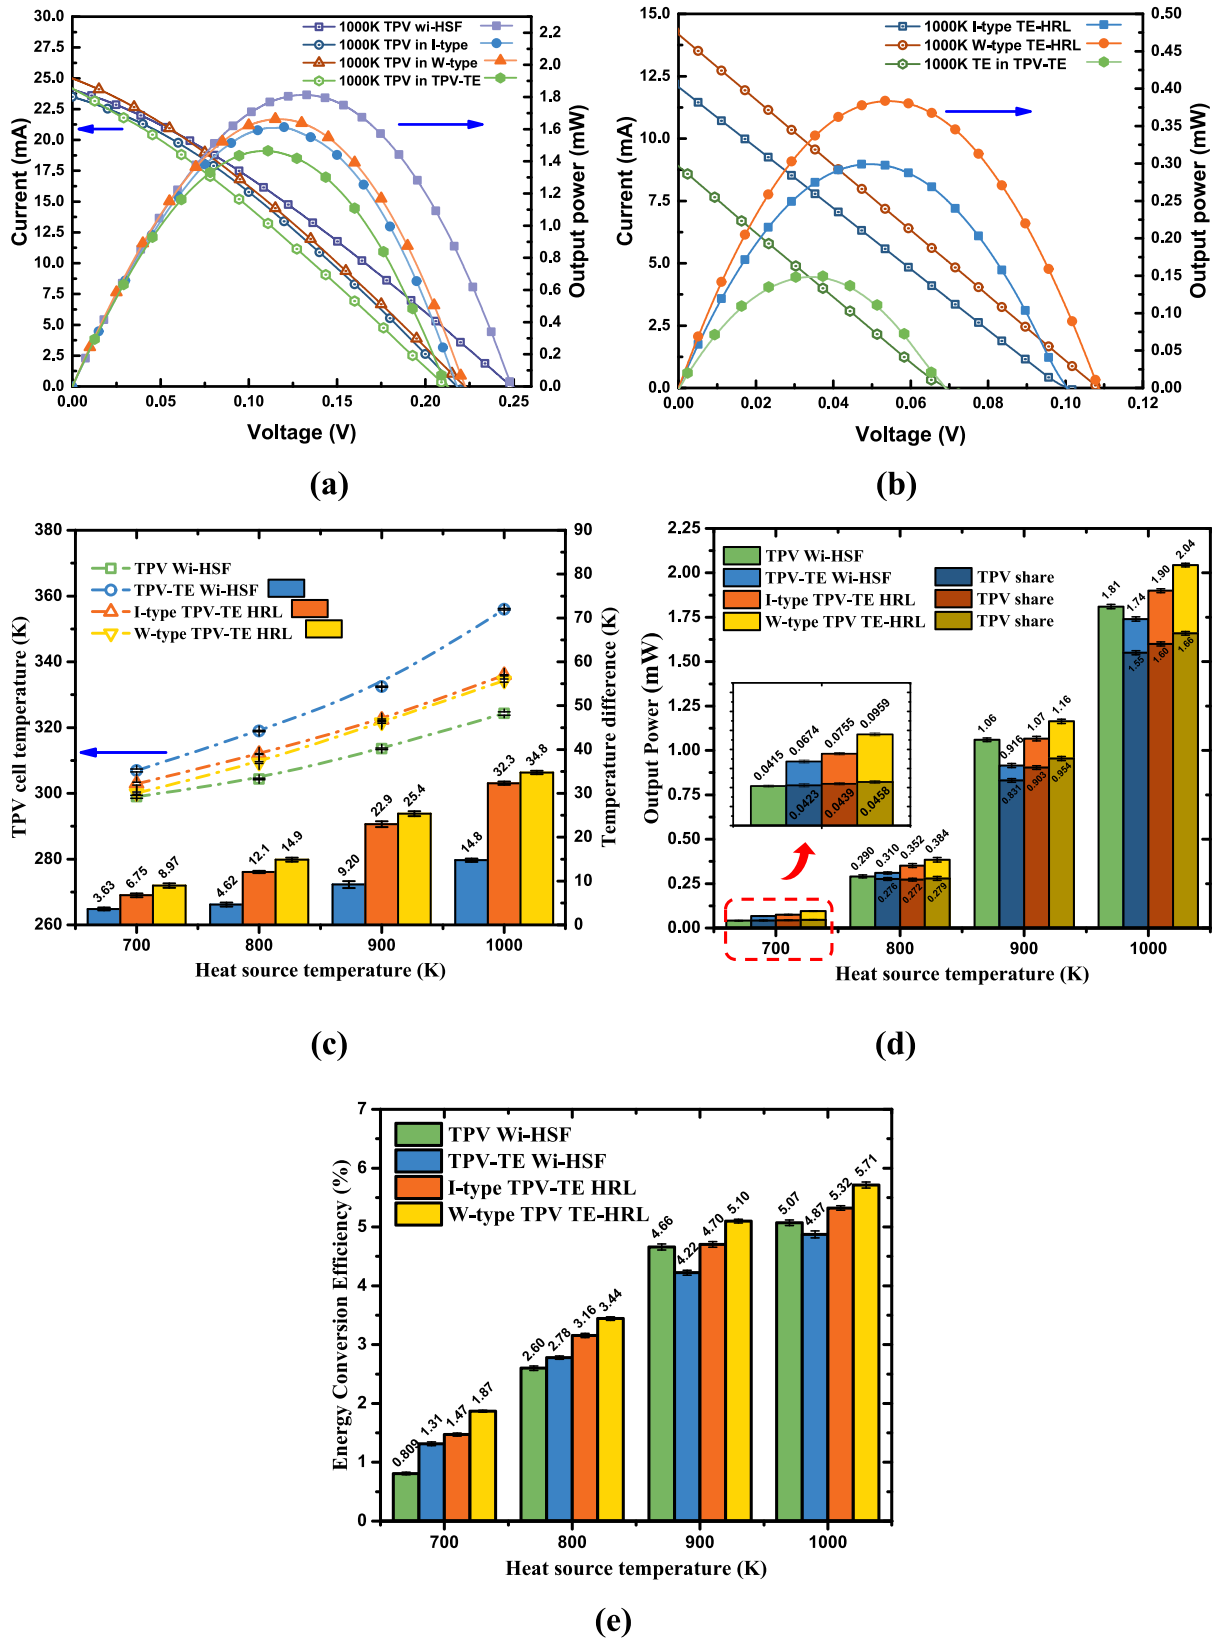 30.0
27.5
25.0
22.5
20.0
17.5
15.0
12.5
10.0
7.5
5.0
2.5
0.0
Current (mA)
1000K TPV wi-HSF
1000K TPV in I-type
1000K TPV in W-type
1000K TPV in TPV-TE
2.2
2.0
1.8
1.6
1.4
1.2
1.0
0.8
0.6
0.4
0.2
0.0
Output power (mW)
0.00 0.05 0.10 0.15 0.20 0.25
Voltage (V)
(a)
15.0
12.5
10.0
7.5
5.0
2.5
0.0
Current (mA)
1000K I-type TE-HRL
1000K W-type TE-HRL
1000K TE in TPV-TE
0.50
0.45
0.40
0.35
0.30
0.25
0.20
0.15
0.10
0.05
0.00
Output power (mW)
0.00 0.02 0.04 0.06 0.08 0.10 0.12
Voltage (V)
(b)
380
360
340
320
300
280
260
TPV cell temperature (K)
TPV Wi-HSF
TPV-TE Wi-HSF
I-type TPV-TE HRL
W-type TPV-TE HRL
3.63 6.75 8.97
4.62 12.1 14.9
9.20 22.9 25.4
14.8 32.3 34.8
90
80
70
60
50
40
30
20
10
0
Temperature difference (K)
700 800 900 1000
Heat source temperature (K)
(c)
2.25
2.00
1.75
1.50
1.25
1.00
0.75
0.50
0.25
0.00
Output Power (mW)
TPV Wi-HSF
TPV-TE Wi-HSF
TPV share
I-type TPV-TE HRL
TPV share
W-type TPV TE-HRL
TPV share
0.0415 0.0674 0.0755 0.0959
0.0423 0.0439 0.0458
0.290 0.310 0.352 0.384
0.276 0.272 0.279
1.06 0.916 1.07 1.16
0.831 0.903 0.954
1.81 1.74 1.90 2.04
1.55 1.60 1.66
700 800 900 1000
Heat source temperature (K)
(d)
7
6
5
4
3
2
1
0
Energy Conversion Efficiency (%)
TPV Wi-HSF
TPV-TE Wi-HSF
I-type TPV-TE HRL
W-type TPV TE-HRL
0.809 1.31 1.47 1.87
2.60 2.78 3.16 3.44
4.66 4.22 4.70 5.10
5.07 4.87 5.32 5.71
700 800 900 1000
Heat source temperature (K)
(e)